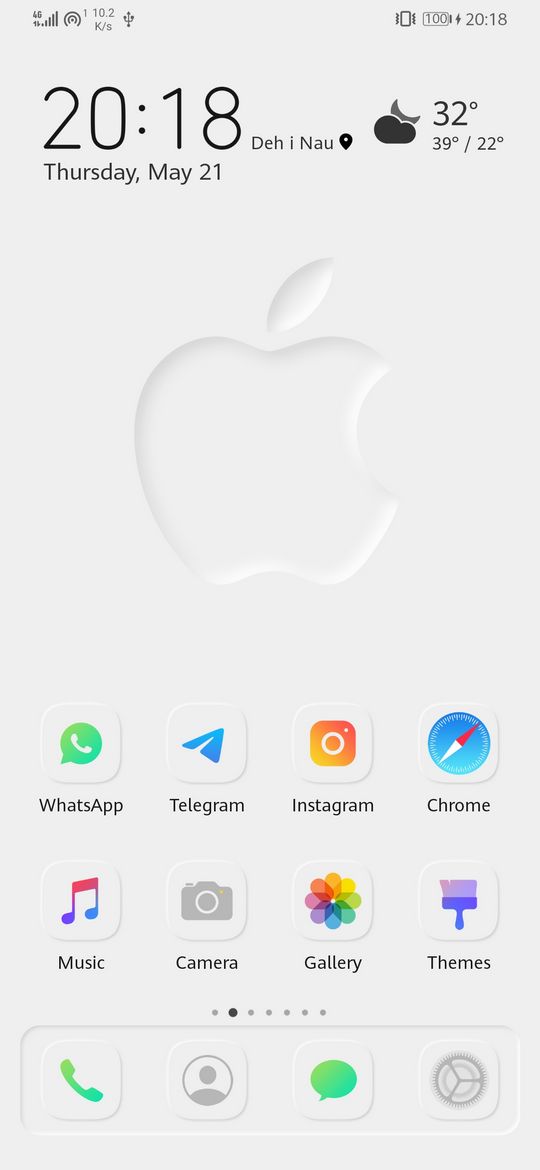 4G 1 10.2 K/s 100 20:18
20:18 Deh i Nau 32°
39° / 22°
Thursday, May 21
WhatsApp Telegram Instagram Chrome
Music Camera Gallery Themes